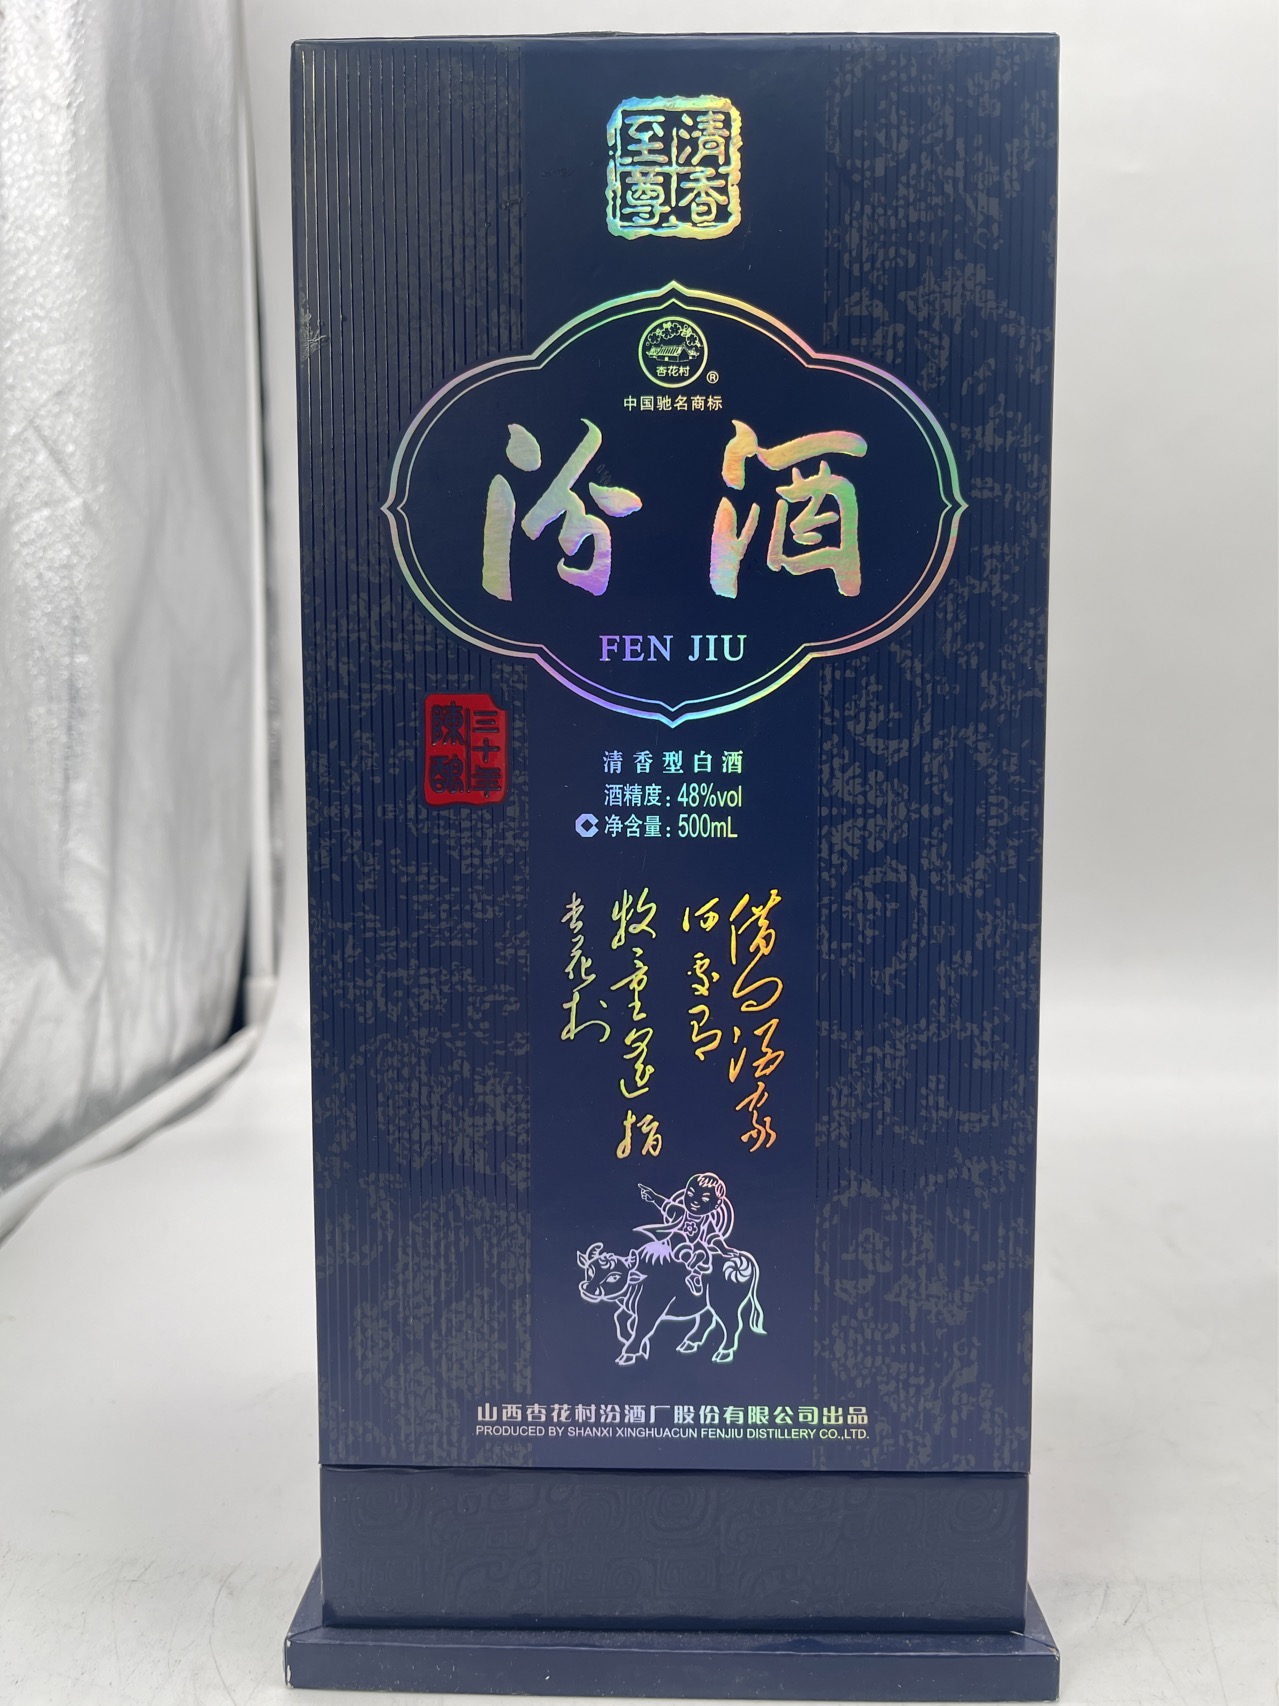 清香
至尊
杏花村
®
中国驰名商标
汾酒
FEN JIU
三十年
陳釀
清香型白酒
酒精度：48%vol
净含量：500mL
借问酒家
何处有
牧童遥指
杏花村
山西杏花村汾酒厂股份有限公司出品
PRODUCED BY SHANXI XINGHUACUN FENJIU DISTILLERY CO.,LTD.